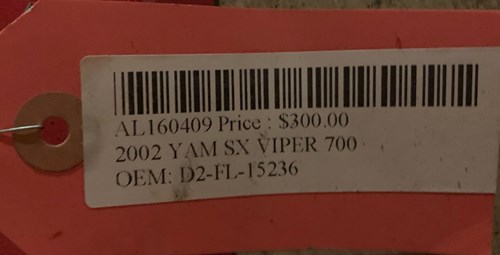 AL160409 Price : $300.00
2002 YAM SX VIPER 700
OEM: D2-FL-15236